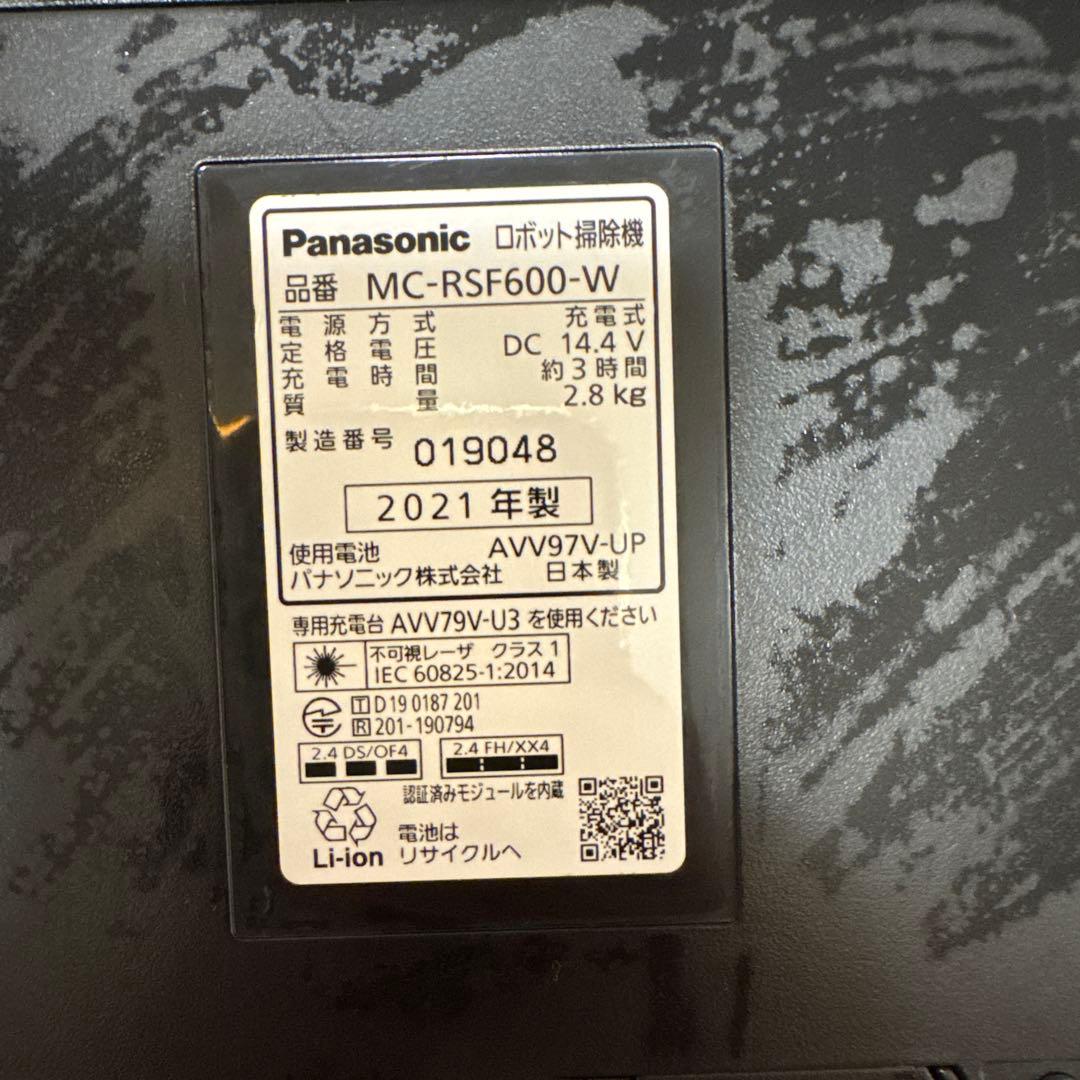 Panasonic ロボット掃除機
品番 MC-RSF600-W
電源方式 充電式
定格電圧 DC 14.4 V
充電時間 約3時間
質量 2.8 kg
製造番号 019048
2021 年製
使用電池 AVV97V-UP
パナソニック株式会社 日本製
専用充電台 AVV79V-U3 を使用ください
不可視レーザ クラス 1
IEC 60825-1:2014
T D 19 0187 201
R 201-190794
2.4 DS/OF4 2.4 FH/XX4
認証済みモジュールを内蔵
電池は
Li-ion リサイクルへ